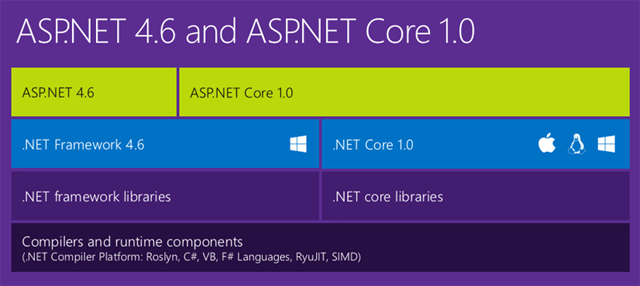 ASP.NET 4.6 and ASP.NET Core 1.0
ASP.NET 4.6
ASP.NET Core 1.0
.NET Framework 4.6
.NET Core 1.0
.NET framework libraries
.NET core libraries
Compilers and runtime components
(.NET Compiler Platform: Roslyn, C#, VB, F# Languages, RyuJIT, SIMD)